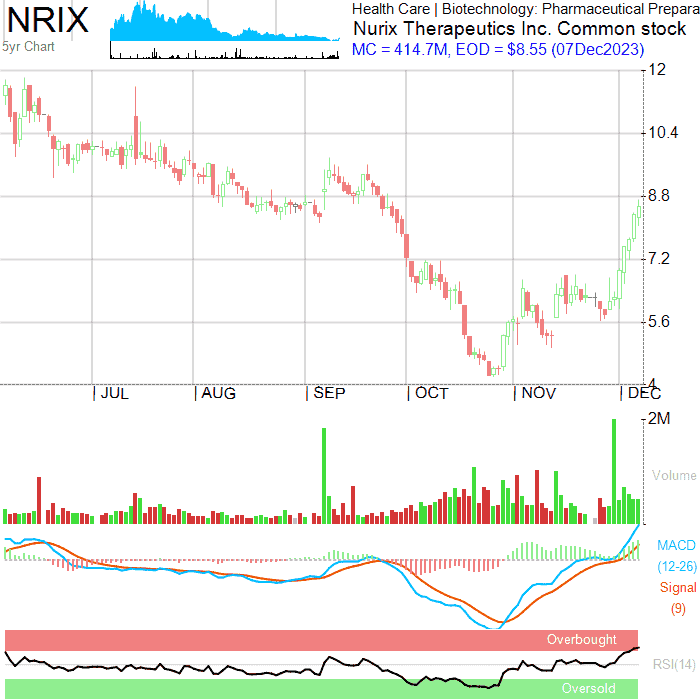 NRIX
5yr Chart
Health Care | Biotechnology: Pharmaceutical Prepara
Nurix Therapeutics Inc. Common stock
MC = 414.7M, EOD = $8.55 (07Dec2023)
12
10.4
8.8
7.2
5.6
4
JUL AUG SEP OCT NOV DEC
2M
Volume
MACD
(12-26)
Signal
(9)
Overbought
RSI(14)
Oversold